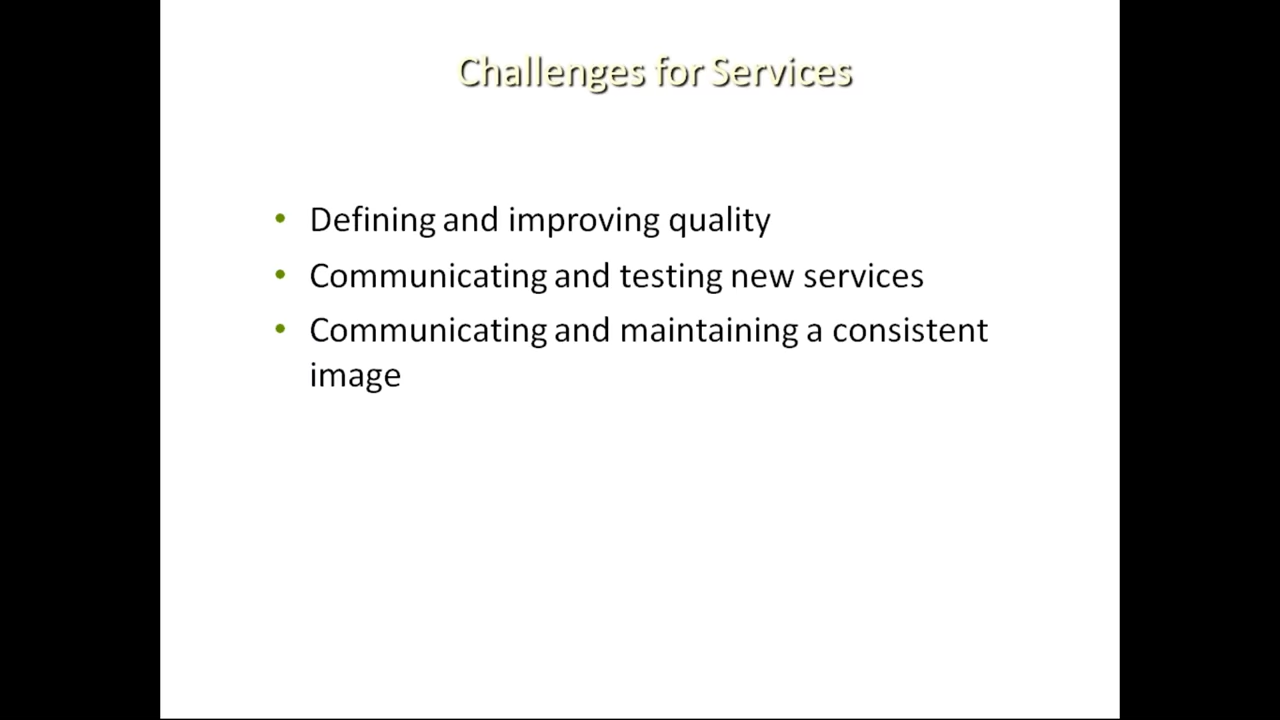 Challenges for Services
• Defining and improving quality
• Communicating and testing new services
• Communicating and maintaining a consistent
image